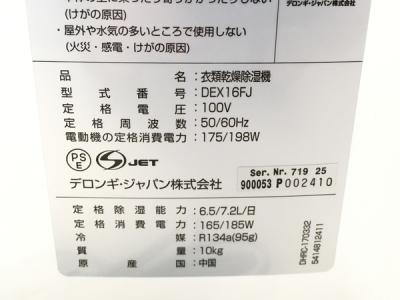 (けがの原因)
・屋外や水気の多いところで使用しない
(火災・感電・けがの原因)
デロンギ・ジャパン株式会社
品名:衣類乾燥除湿機
型式番号:DEX16FJ
定格電圧:100V
定格周波数:50/60Hz
電動機の定格消費電力:175/198W
PSE
S JET
デロンギ・ジャパン株式会社
Ser. Nr. 719 25
900053 P 002410
定格除湿能力:6.5/7.2L/日
定格消費電力:165/185W
冷媒:R134a(95g)
質量:10kg
原産国:中国
DHRC-170332
5414812411